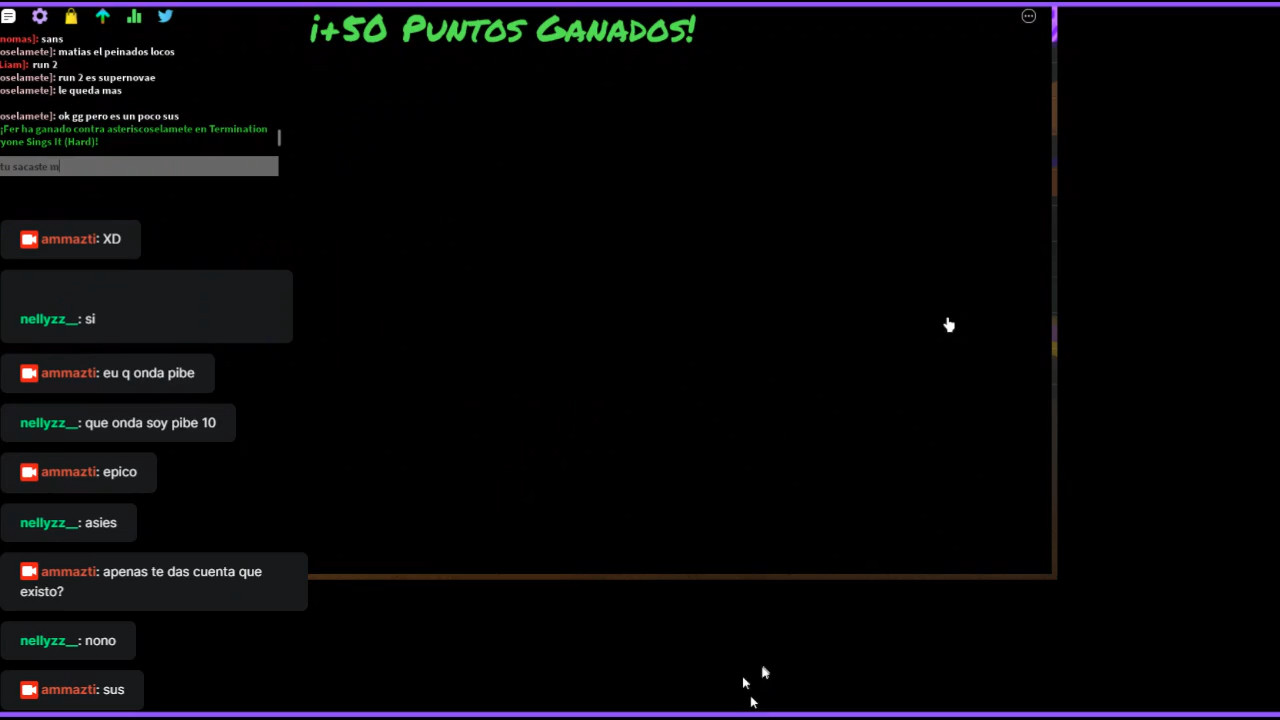 ¡+50 Puntos Ganados!
nomas]: sans
oselamete]: matias el peinados locos
Liam]: run 2
oselamete]: run 2 es supernovae
oselamete]: le queda mas
oselamete]: ok gg pero es un poco sus
¡Fer ha ganado contra asteriscoselamete en Termination
ryone Sings It (Hard)!
tu sacaste m
ammazti: XD
nellyzz__: si
ammazti: eu q onda pibe
nellyzz__: que onda soy pibe 10
ammazti: epico
nellyzz__: asies
ammazti: apenas te das cuenta que
existo?
nellyzz__: nono
ammazti: sus